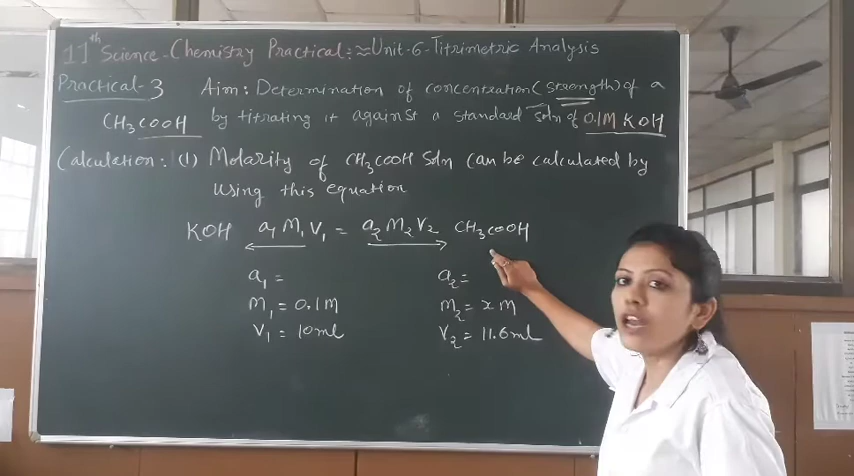 11th Science - Chemistry Practical :≈ Unit-6- Titrimetric Analysis
Practical-3 Aim: Determination of concentration (strength) of a
CH3COOH by titrating it against a standard soln of 0.1M KOH
Calculation: (1) Molarity of CH3COOH Soln can be calculated by
using this equation
KOH a1 M1 V1 = a2 M2 V2 CH3COOH
a1 = a2 =
M1 = 0.1M M2 = x M
V1 = 10ml V2 = 11.6ml